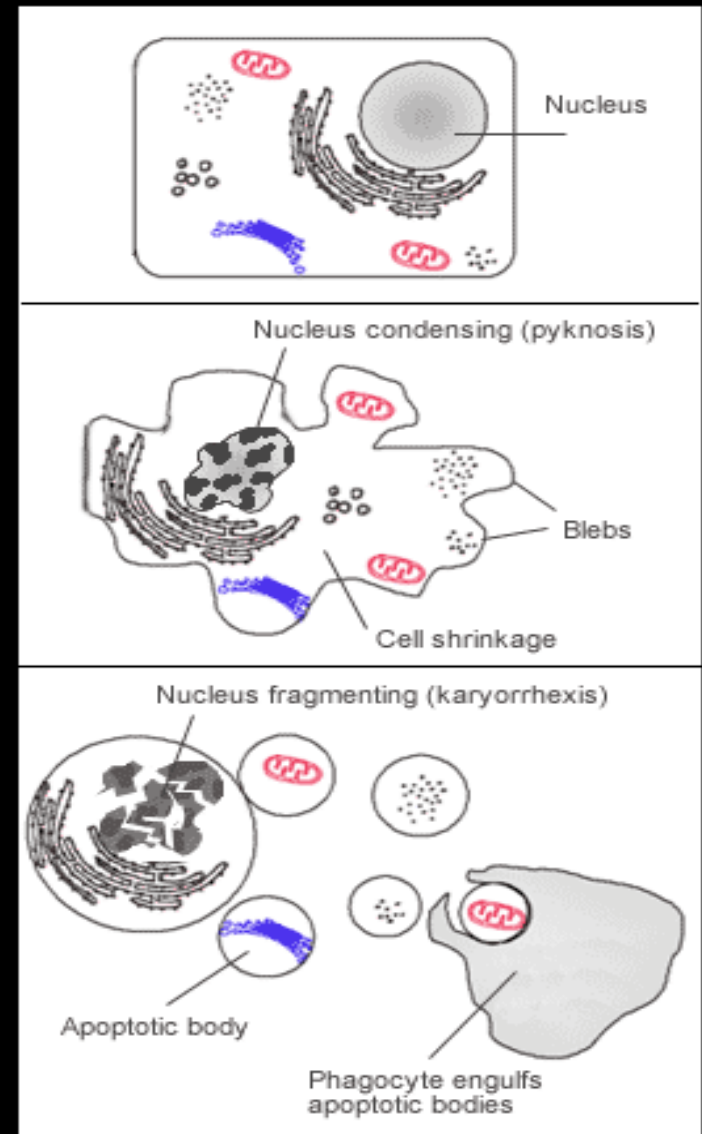 Nucleus
Nucleus condensing (pyknosis)
Blebs
Cell shrinkage
Nucleus fragmenting (karyorrhexis)
Apoptotic body
Phagocyte engulfs
apoptotic bodies